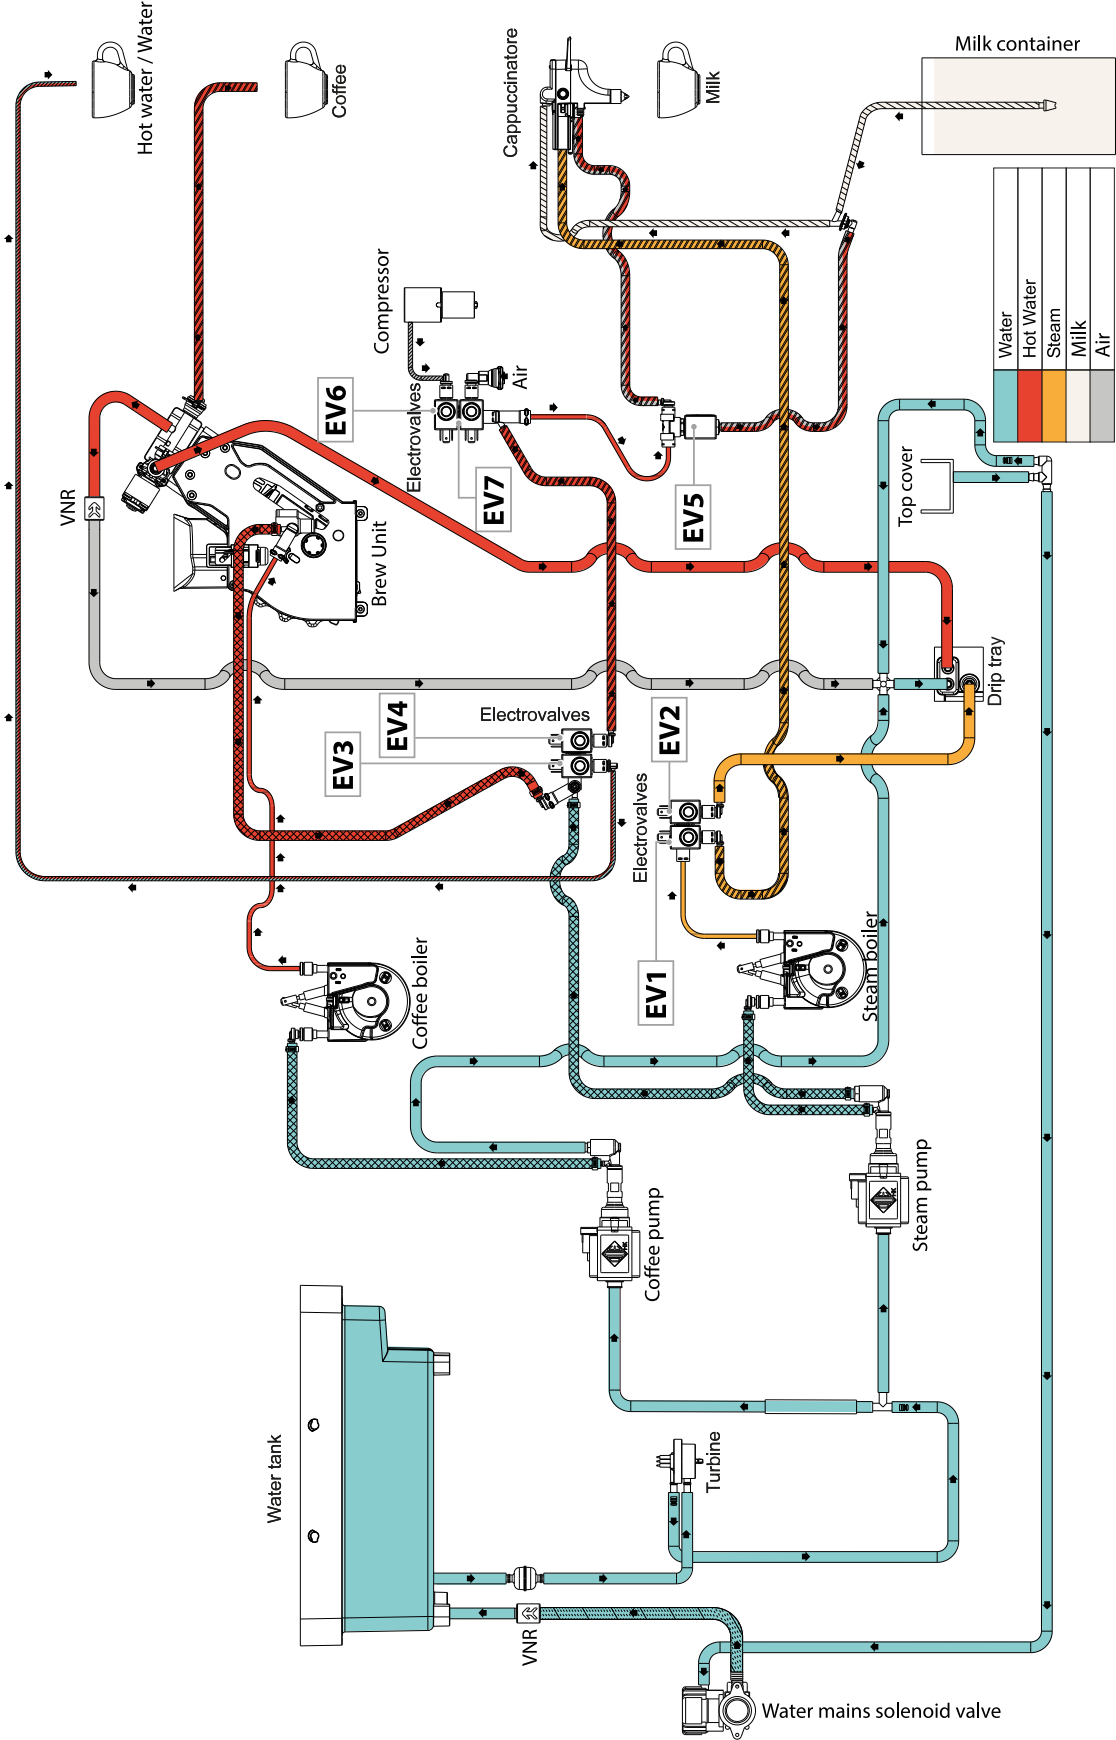 Hot water / Water
Coffee
Cappuccinatore
Milk
Milk container
Compressor
Water
Hot Water
Steam
Milk
Air
EV6
Electrovalves
Air
VNR
EV7
EV5
Top cover
Brew Unit
Drip tray
EV4
Electrovalves
EV3
EV2
Electrovalves
EV1
Coffee boiler
Steam boiler
Coffee pump
Steam pump
Water tank
Turbine
VNR
Water mains solenoid valve